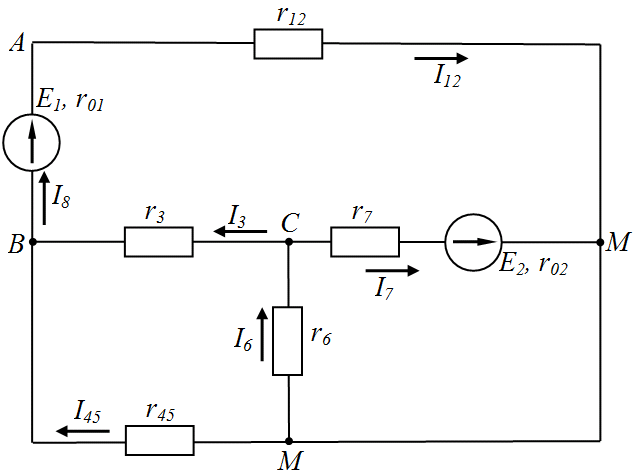 r12
A
I12
E1, r01
I8
r3
I3
C
r7
B
M
E2, r02
I7
I6
r6
I45
r45
M